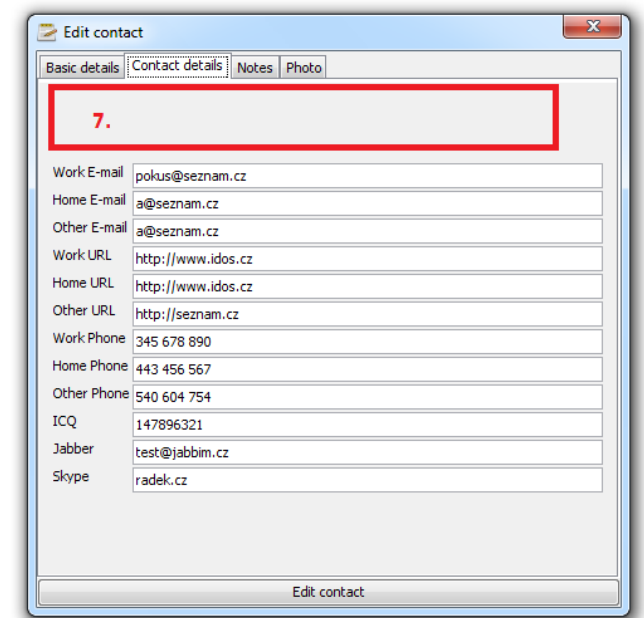 Edit contact
Basic details Contact details Notes Photo
7.
Work E-mail pokus@seznam.cz
Home E-mail a@seznam.cz
Other E-mail a@seznam.cz
Work URL http://www.idos.cz
Home URL http://www.idos.cz
Other URL http://seznam.cz
Work Phone 345 678 890
Home Phone 443 456 567
Other Phone 540 604 754
ICQ 147896321
Jabber test@jabbim.cz
Skype radek.cz
Edit contact